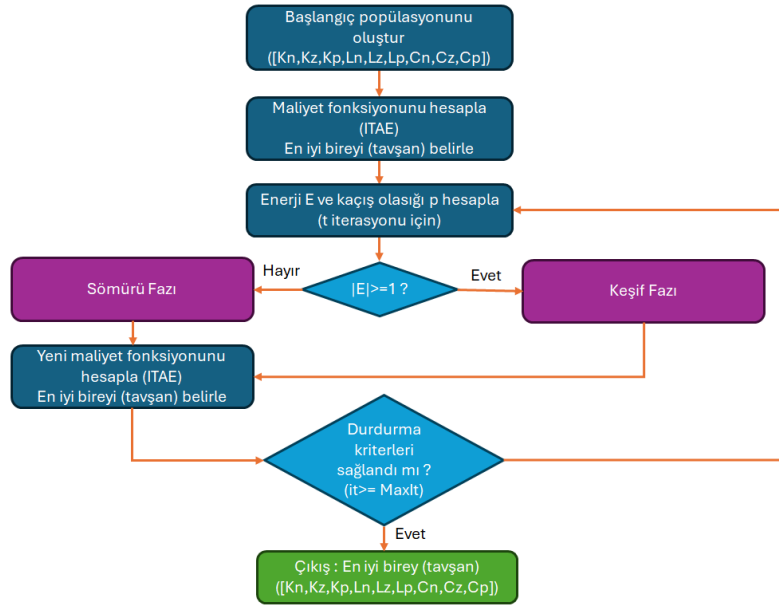 Başlangıç popülasyonunu
oluştur
([Kn,Kz,Kp,Ln,Lz,Lp,Cn,Cz,Cp])
Maliyet fonksiyonunu hesapla
(ITAE)
En iyi bireyi (tavşan) belirle
Enerji E ve kaçış olasığı p hesapla
(t iterasyonu için)
Hayır
|E|>=1 ?
Evet
Sömürü Fazı
Keşif Fazı
Yeni maliyet fonksiyonunu
hesapla (ITAE)
En iyi bireyi (tavşan) belirle
Durdurma
kriterleri
sağlandı mı ?
(it>= MaxIt)
Evet
Çıkış : En iyi birey (tavşan)
([Kn,Kz,Kp,Ln,Lz,Lp,Cn,Cz,Cp])